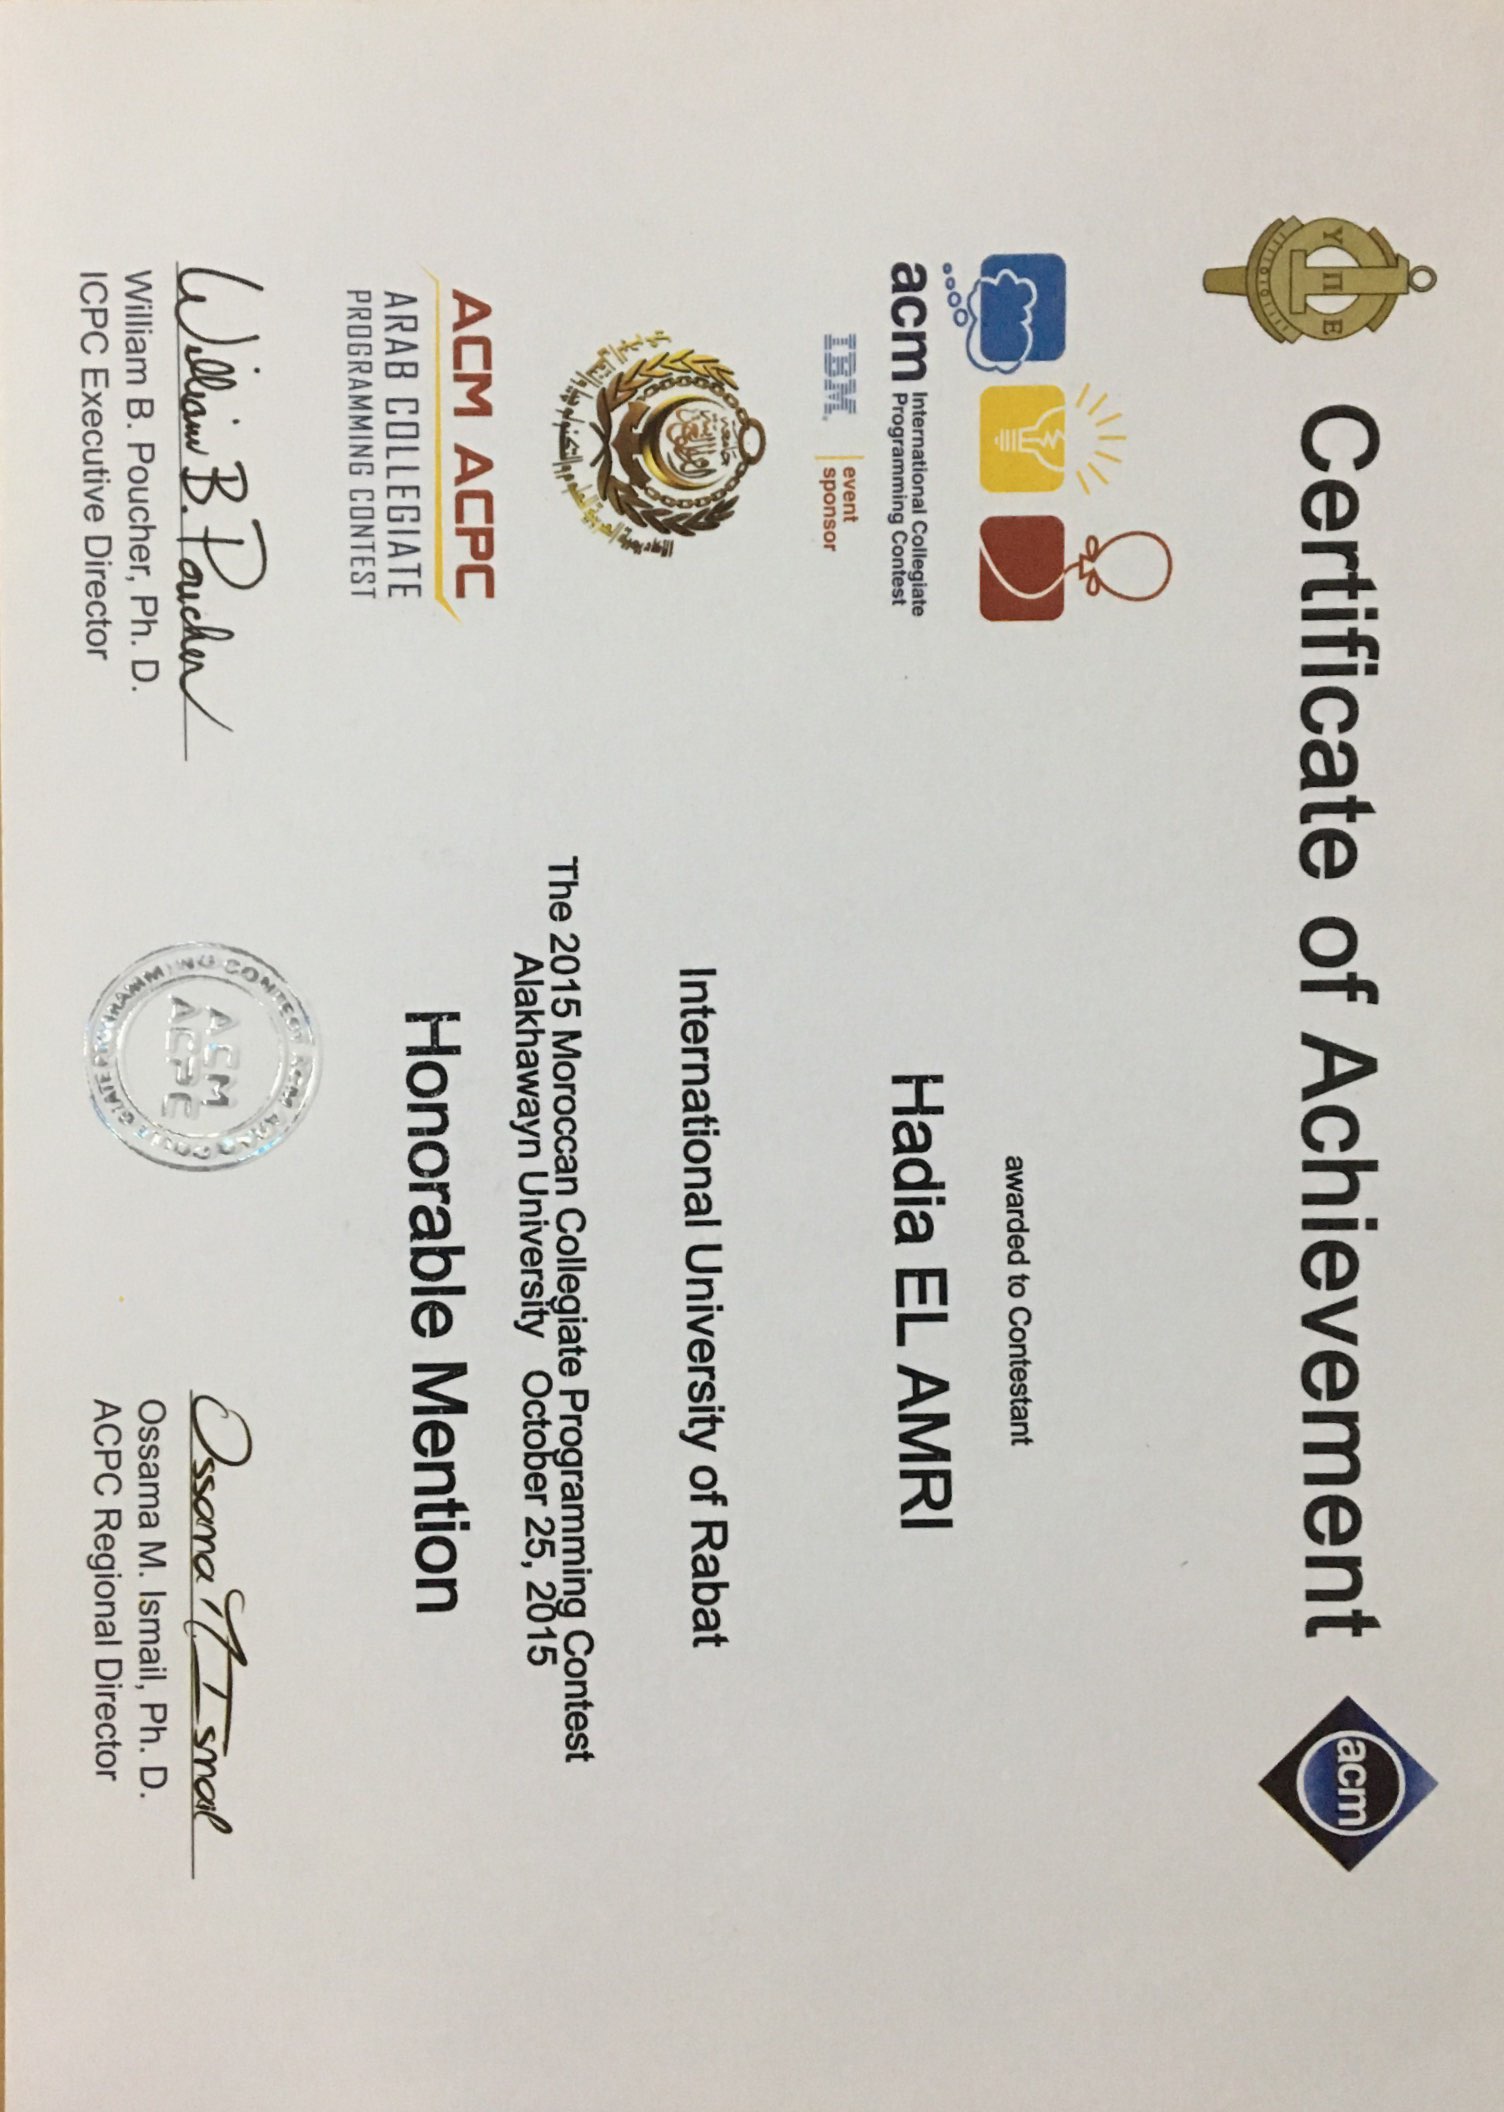 Certificate of Achievement
Υ Π Ε
acm
acm International Collegiate
Programming Contest
IBM event
sponsor
awarded to Contestant
Hadia EL AMRI
International University of Rabat
The 2015 Moroccan Collegiate Programming Contest
Alakhawayn University October 25, 2015
Honorable Mention
جامعة
الدول العربية
ACM ACPC
ARAB COLLEGIATE
PROGRAMMING CONTEST
William B. Poucher
William B. Poucher, Ph. D.
ICPC Executive Director
ACM
ACPC
Ossama M Ismail
Ossama M. Ismail, Ph. D.
ACPC Regional Director